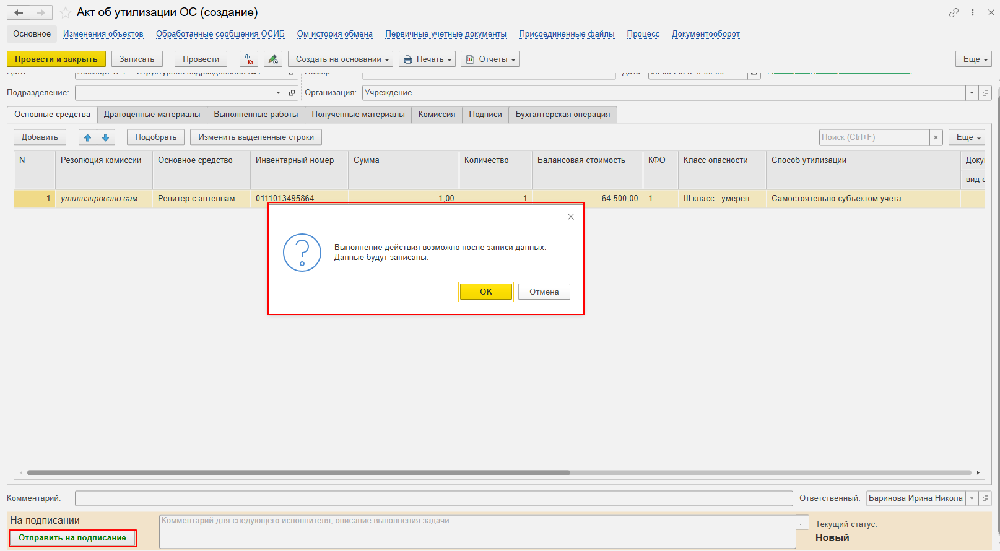 Акт об утилизации ОС (создание)
Основное Изменения объектов Обработанные сообщения ОСИБ Ом история обмена Первичные учетные документы Присоединенные файлы Процесс Документооборот
Провести и закрыть Записать Провести Дт Кт Создать на основании Печать Отчеты Еще
Подразделение: Организация: Учреждение
Основные средства Драгоценные материалы Выполненные работы Полученные материалы Комиссия Подписи Бухгалтерская операция
Добавить Подобрать Изменить выделенные строки Поиск (Ctrl+F) × Еще
N Резолюция комиссии Основное средство Инвентарный номер Сумма Количество Балансовая стоимость КФО Класс опасности Способ утилизации Доку
вид о
1 утилизировано сам... Репитер с антеннам... 0111013495864 1,00 1 64 500,00 1 III класс - умерен... Самостоятельно субъектом учета
Выполнение действия возможно после записи данных.
Данные будут записаны.
ОК Отмена
Комментарий: Ответственный: Баринова Ирина Никола
На подписании Комментарий для следующего исполнителя, описание выполнения задачи ... Текущий статус:
Отправить на подписание Новый